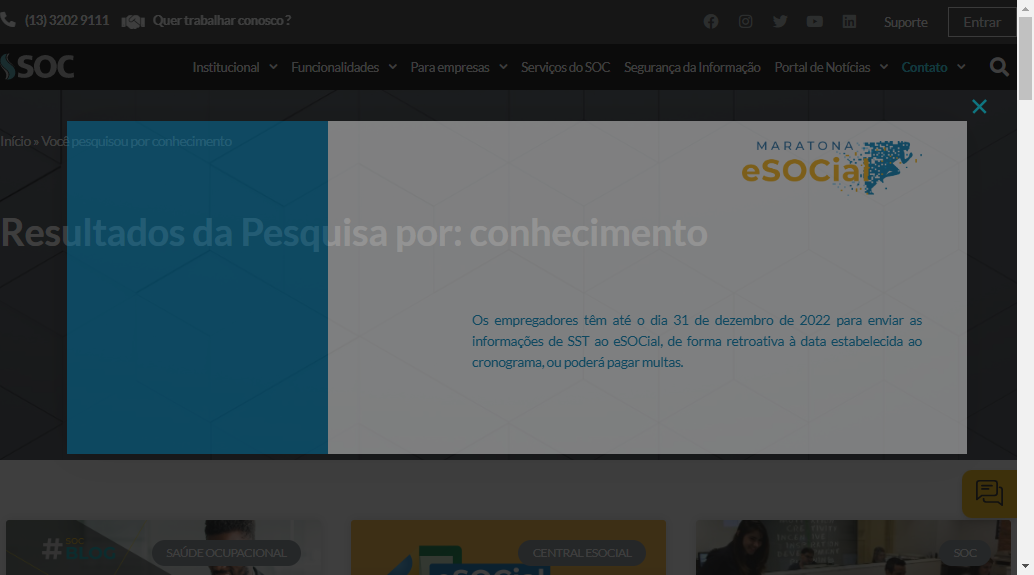 (13) 3202 9111 Quer trabalhar conosco ? Suporte Entrar
SOC Institucional Funcionalidades Para empresas Serviços do SOC Segurança da Informação Portal de Notícias Contato
Início » Você pesquisou por conhecimento
MARATONA
eSOCial
Resultados da Pesquisa por: conhecimento
Os empregadores têm até o dia 31 de dezembro de 2022 para enviar as
informações de SST ao eSOCial, de forma retroativa à data estabelecida ao
cronograma, ou poderá pagar multas.
# SOC BLOG SAÚDE OCUPACIONAL CENTRAL ESOCIAL SOC
eSOCial